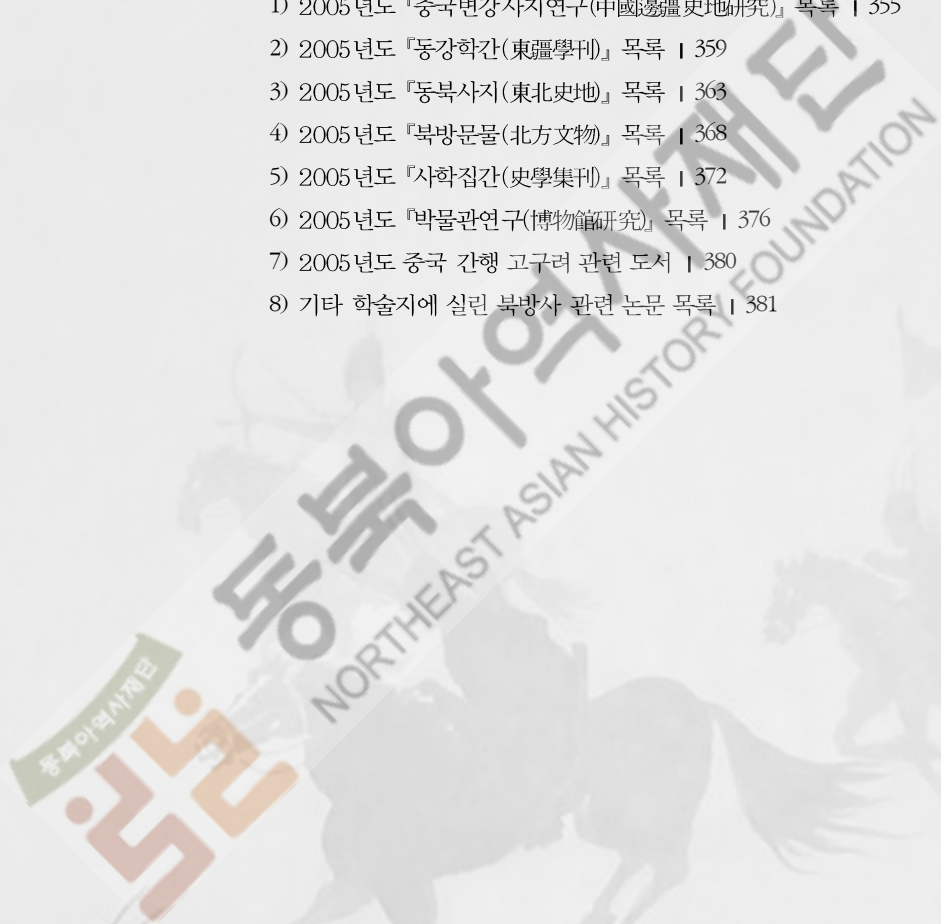 1) 2005년도 『중국변강사지연구(中國邊疆史地硏究)』 목록 | 355
2) 2005년도 『동강학간(東疆學刊)』 목록 | 359
3) 2005년도 『동북사지(東北史地)』 목록 | 363
4) 2005년도 『북방문물(北方文物)』 목록 | 368
5) 2005년도 『사학집간(史學集刊)』 목록 | 372
6) 2005년도 『박물관연구(博物館硏究)』 목록 | 376
7) 2005년도 중국 간행 고구려 관련 도서 | 380
8) 기타 학술지에 실린 북방사 관련 논문 목록 | 381
동북아역사재단
NORTHEAST ASIAN HISTORY FOUNDATION
동북아역사재단